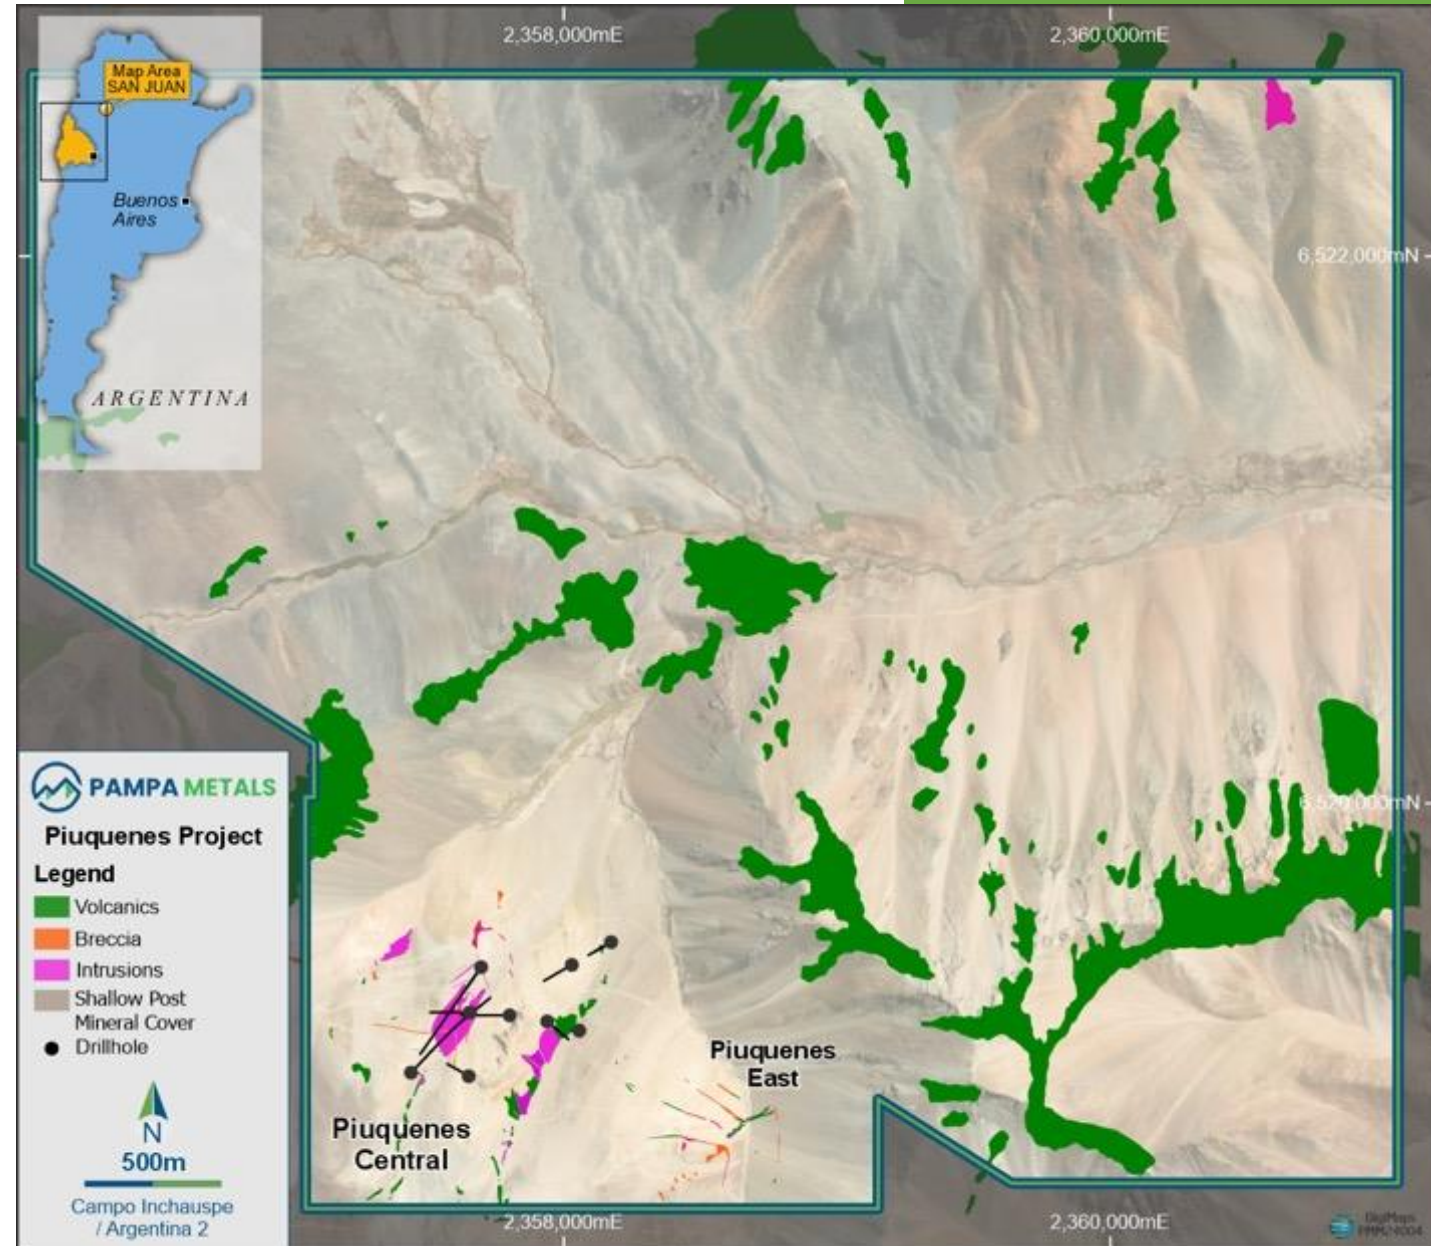 2,358,000mE
2,360,000mE
Map Area
SAN JUAN
Buenos
Aires
ARGENTINA
6,522,000mN
6,520,000mN
PAMPA METALS
Piuquenes Project
Legend
Volcanics
Breccia
Intrusions
Shallow Post
Mineral Cover
Drillhole
N
500m
Campo Inchauspe
/ Argentina 2
Piuquenes
East
Piuquenes
Central
2,358,000mE
2,360,000mE
DigiMaps
PMM24004